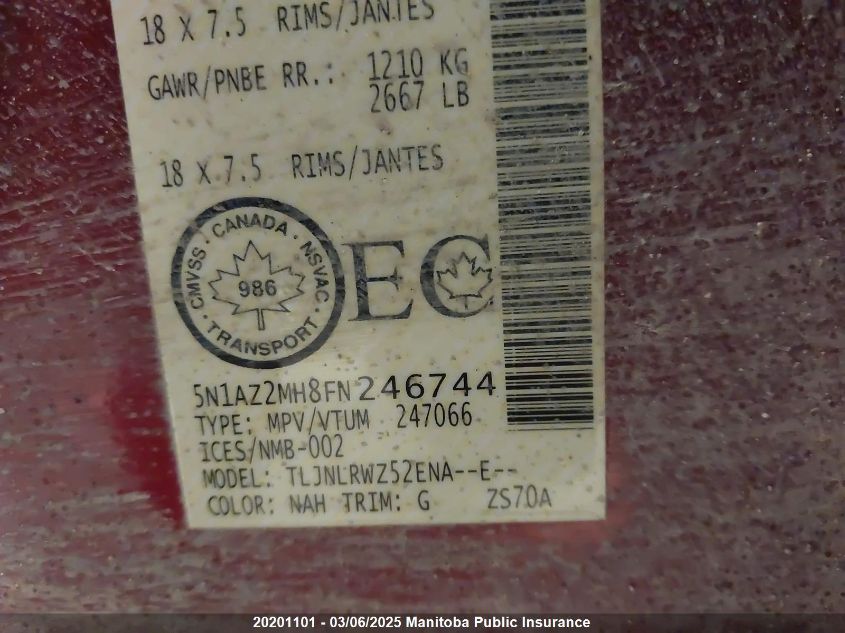 18 X 7.5 RIMS/JANTES
GAWR/PNBE RR.: 1210 KG
2667 LB
18 X 7.5 RIMS/JANTES
CMVSS · CANADA · NSVAC · TRANSPORT ·
986
EC
5N1AZ2MH8FN246744
TYPE: MPV/VTUM 247066
ICES/NMB-002
MODEL: TLJNLRWZ52ENA--E--
COLOR: NAH TRIM: G ZS70A
20201101 - 03/06/2025 Manitoba Public Insurance